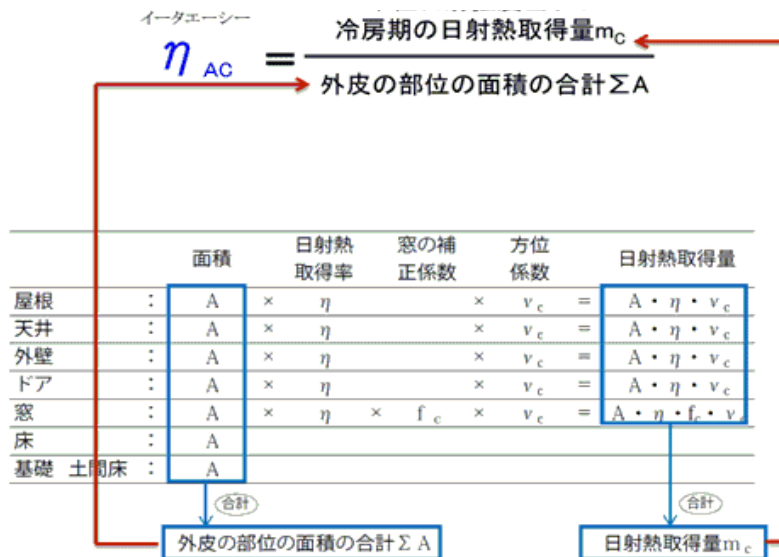 イータエーシー
η AC = 冷房期の日射熱取得量mC
外皮の部位の面積の合計ΣA
面積 日射熱取得率 窓の補正係数 方位係数 日射熱取得量
屋根 : A × η × νc = A・η・νc
天井 : A × η × νc = A・η・νc
外壁 : A × η × νc = A・η・νc
ドア : A × η × νc = A・η・νc
窓 : A × η × fc × νc = A・η・fc・νc
床 : A
基礎 土間床 : A
合計 合計
外皮の部位の面積の合計ΣA 日射熱取得量mc